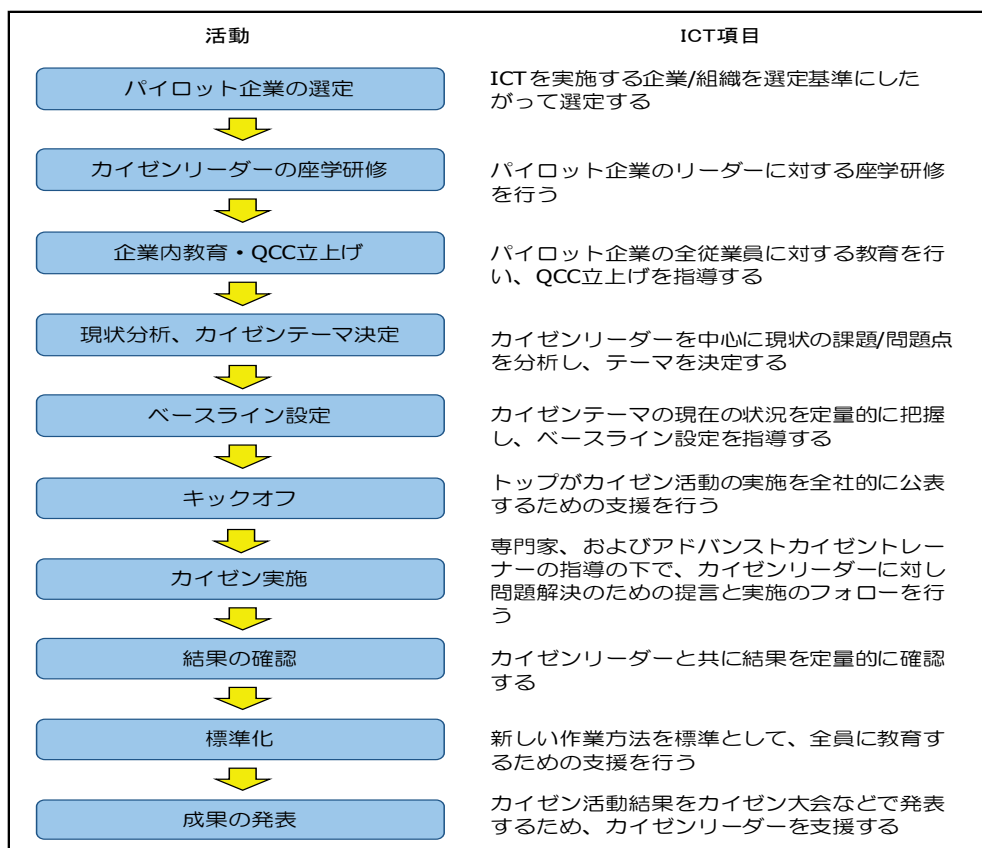 活動
ICT項目
パイロット企業の選定
ICTを実施する企業/組織を選定基準にした
がって選定する
カイゼンリーダーの座学研修
パイロット企業のリーダーに対する座学研修
を行う
企業内教育・QCC立上げ
パイロット企業の全従業員に対する教育を行
い、QCC立上げを指導する
現状分析、カイゼンテーマ決定
カイゼンリーダーを中心に現状の課題/問題点
を分析し、テーマを決定する
ベースライン設定
カイゼンテーマの現在の状況を定量的に把握
し、ベースライン設定を指導する
キックオフ
トップがカイゼン活動の実施を全社的に公表
するための支援を行う
カイゼン実施
専門家、およびアドバンストカイゼントレー
ナーの指導の下で、カイゼンリーダーに対し
問題解決のための提言と実施のフォローを行
う
結果の確認
カイゼンリーダーと共に結果を定量的に確認
する
標準化
新しい作業方法を標準として、全員に教育す
るための支援を行う
成果の発表
カイゼン活動結果をカイゼン大会などで発表
するため、カイゼンリーダーを支援する